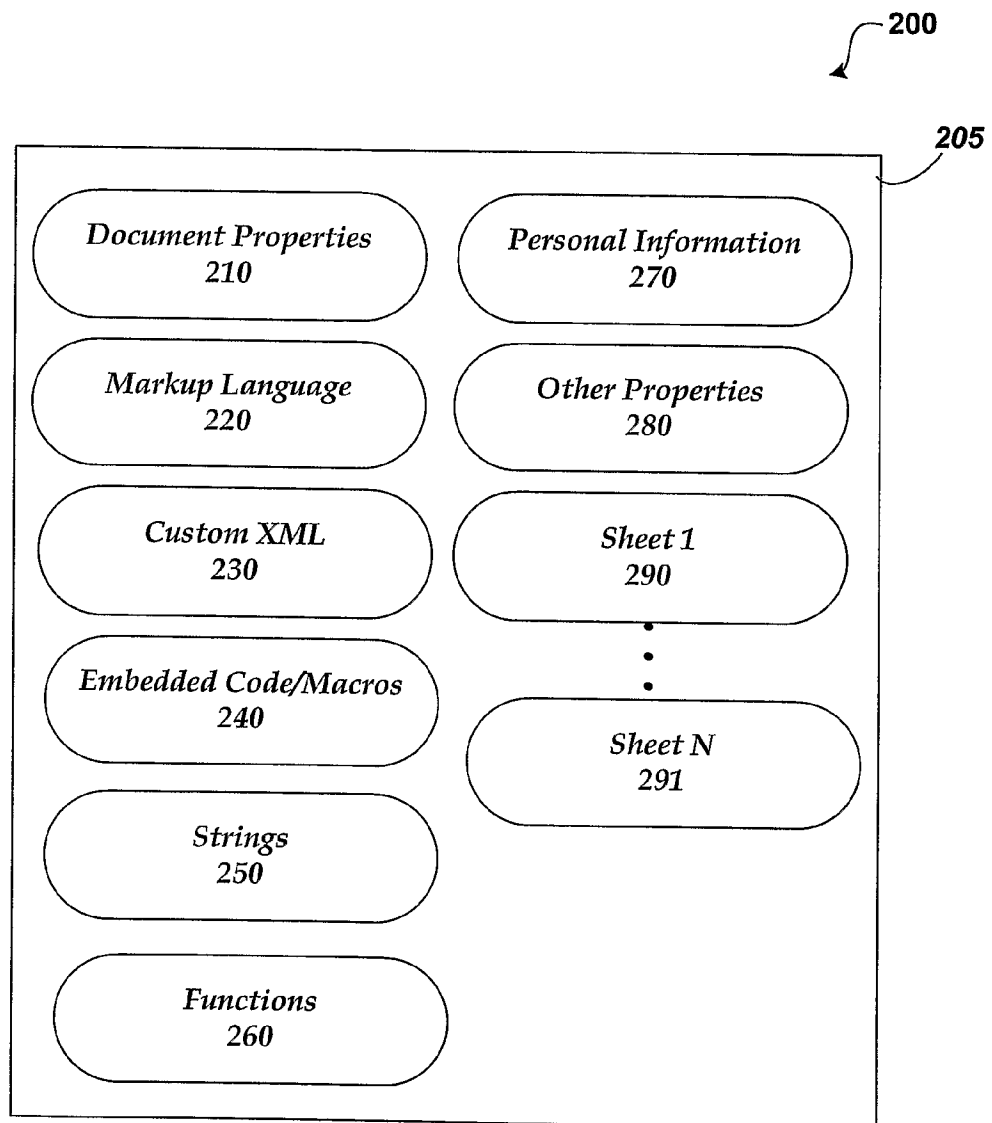 200
205
Document Properties
210
Markup Language
220
Custom XML
230
Embedded Code/Macros
240
Strings
250
Functions
260
Personal Information
270
Other Properties
280
Sheet 1
290
Sheet N
291